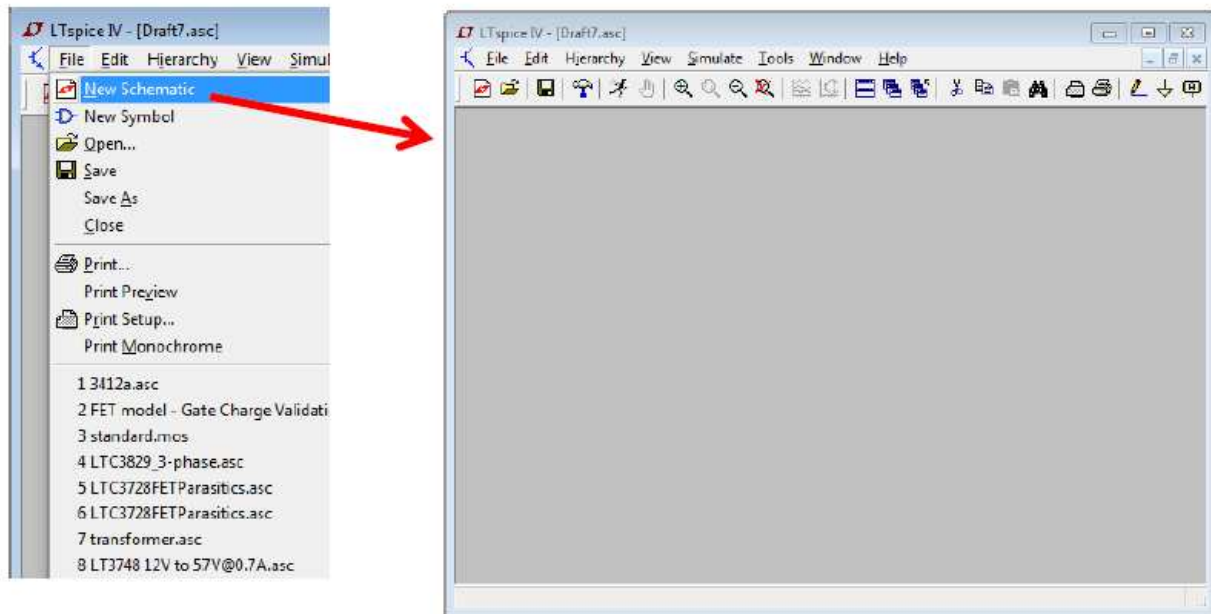 LTspice IV - [Draft7.asc]
File Edit Hierarchy View Simul
New Schematic
New Symbol
Open...
Save
Save As
Close
Print...
Print Preview
Print Setup...
Print Monochrome
1 3412a.asc
2 FET model - Gate Charge Validati
3 standard.mos
4 LTC3829_3-phase.asc
5 LTC3728FETParasitics.asc
6 LTC3728FETParasitics.asc
7 transformer.asc
8 LT3748 12V to 57V@0.7A.asc
LTspice IV - [Draft7.asc]
File Edit Hierarchy View Simulate Tools Window Help